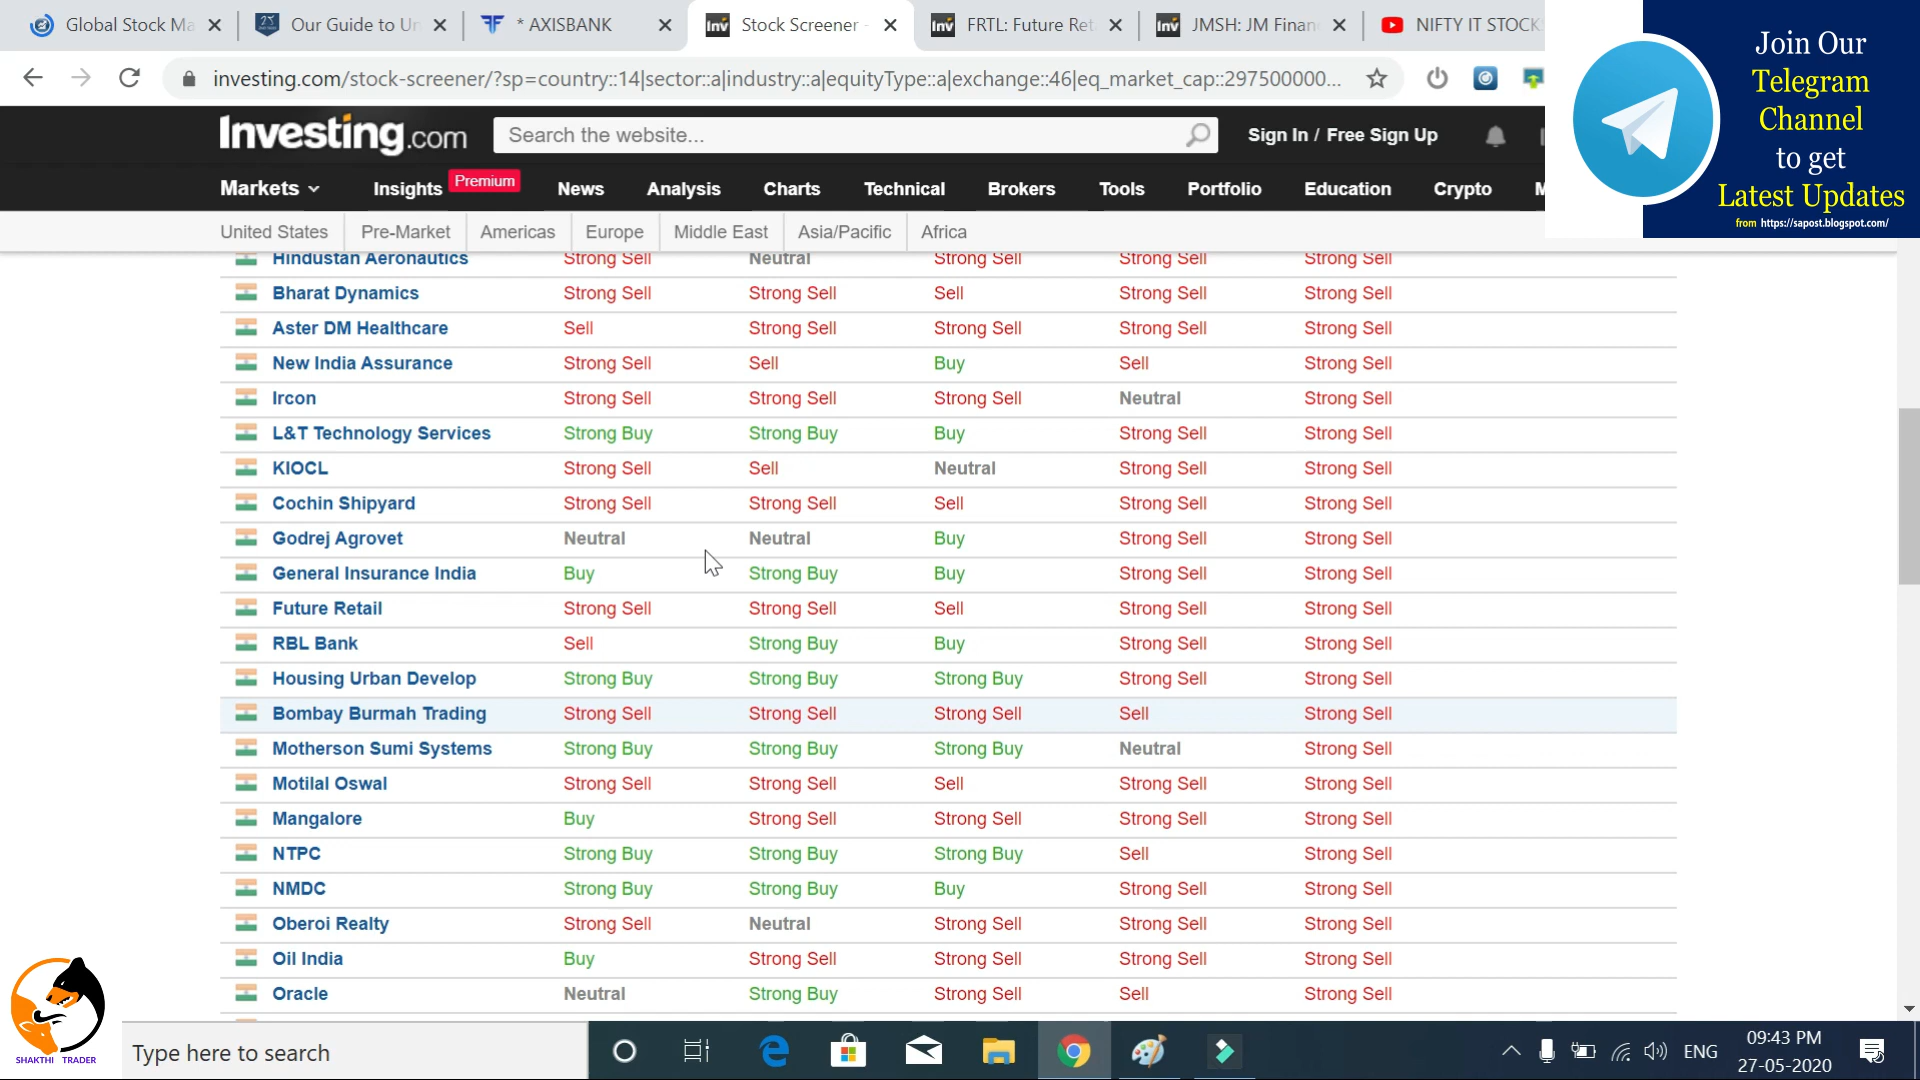 Global Stock Ma
Our Guide to Un
* AXISBANK
Stock Screener -
FRTL: Future Ret
JMSH: JM Finan
NIFTY IT STOCK
investing.com/stock-screener/?sp=country::14|sector::a|industry::a|equityType::a|exchange::46|eq_market_cap::297500000...
Join Our
Telegram
Channel
to get
Latest Updates
from https://sapost.blogspot.com/
Investing.com
Search the website...
Sign In / Free Sign Up
Markets Insights Premium News Analysis Charts Technical Brokers Tools Portfolio Education Crypto M
United States Pre-Market Americas Europe Middle East Asia/Pacific Africa
Hindustan Aeronautics Strong Sell Neutral Strong Sell Strong Sell Strong Sell
Bharat Dynamics Strong Sell Strong Sell Sell Strong Sell Strong Sell
Aster DM Healthcare Sell Strong Sell Strong Sell Strong Sell Strong Sell
New India Assurance Strong Sell Sell Buy Sell Strong Sell
Ircon Strong Sell Strong Sell Strong Sell Neutral Strong Sell
L&T Technology Services Strong Buy Strong Buy Buy Strong Sell Strong Sell
KIOCL Strong Sell Sell Neutral Strong Sell Strong Sell
Cochin Shipyard Strong Sell Strong Sell Sell Strong Sell Strong Sell
Godrej Agrovet Neutral Neutral Buy Strong Sell Strong Sell
General Insurance India Buy Strong Buy Buy Strong Sell Strong Sell
Future Retail Strong Sell Strong Sell Sell Strong Sell Strong Sell
RBL Bank Sell Strong Buy Buy Strong Sell Strong Sell
Housing Urban Develop Strong Buy Strong Buy Strong Buy Strong Sell Strong Sell
Bombay Burmah Trading Strong Sell Strong Sell Strong Sell Sell Strong Sell
Motherson Sumi Systems Strong Buy Strong Buy Strong Buy Neutral Strong Sell
Motilal Oswal Strong Sell Strong Sell Sell Strong Sell Strong Sell
Mangalore Buy Strong Sell Strong Sell Strong Sell Strong Sell
NTPC Strong Buy Strong Buy Strong Buy Sell Strong Sell
NMDC Strong Buy Strong Buy Buy Strong Sell Strong Sell
Oberoi Realty Strong Sell Neutral Strong Sell Strong Sell Strong Sell
Oil India Buy Strong Sell Strong Sell Strong Sell Strong Sell
Oracle Neutral Strong Buy Strong Sell Sell Strong Sell
SHAKTHI TRADER
Type here to search
ENG
09:43 PM
27-05-2020